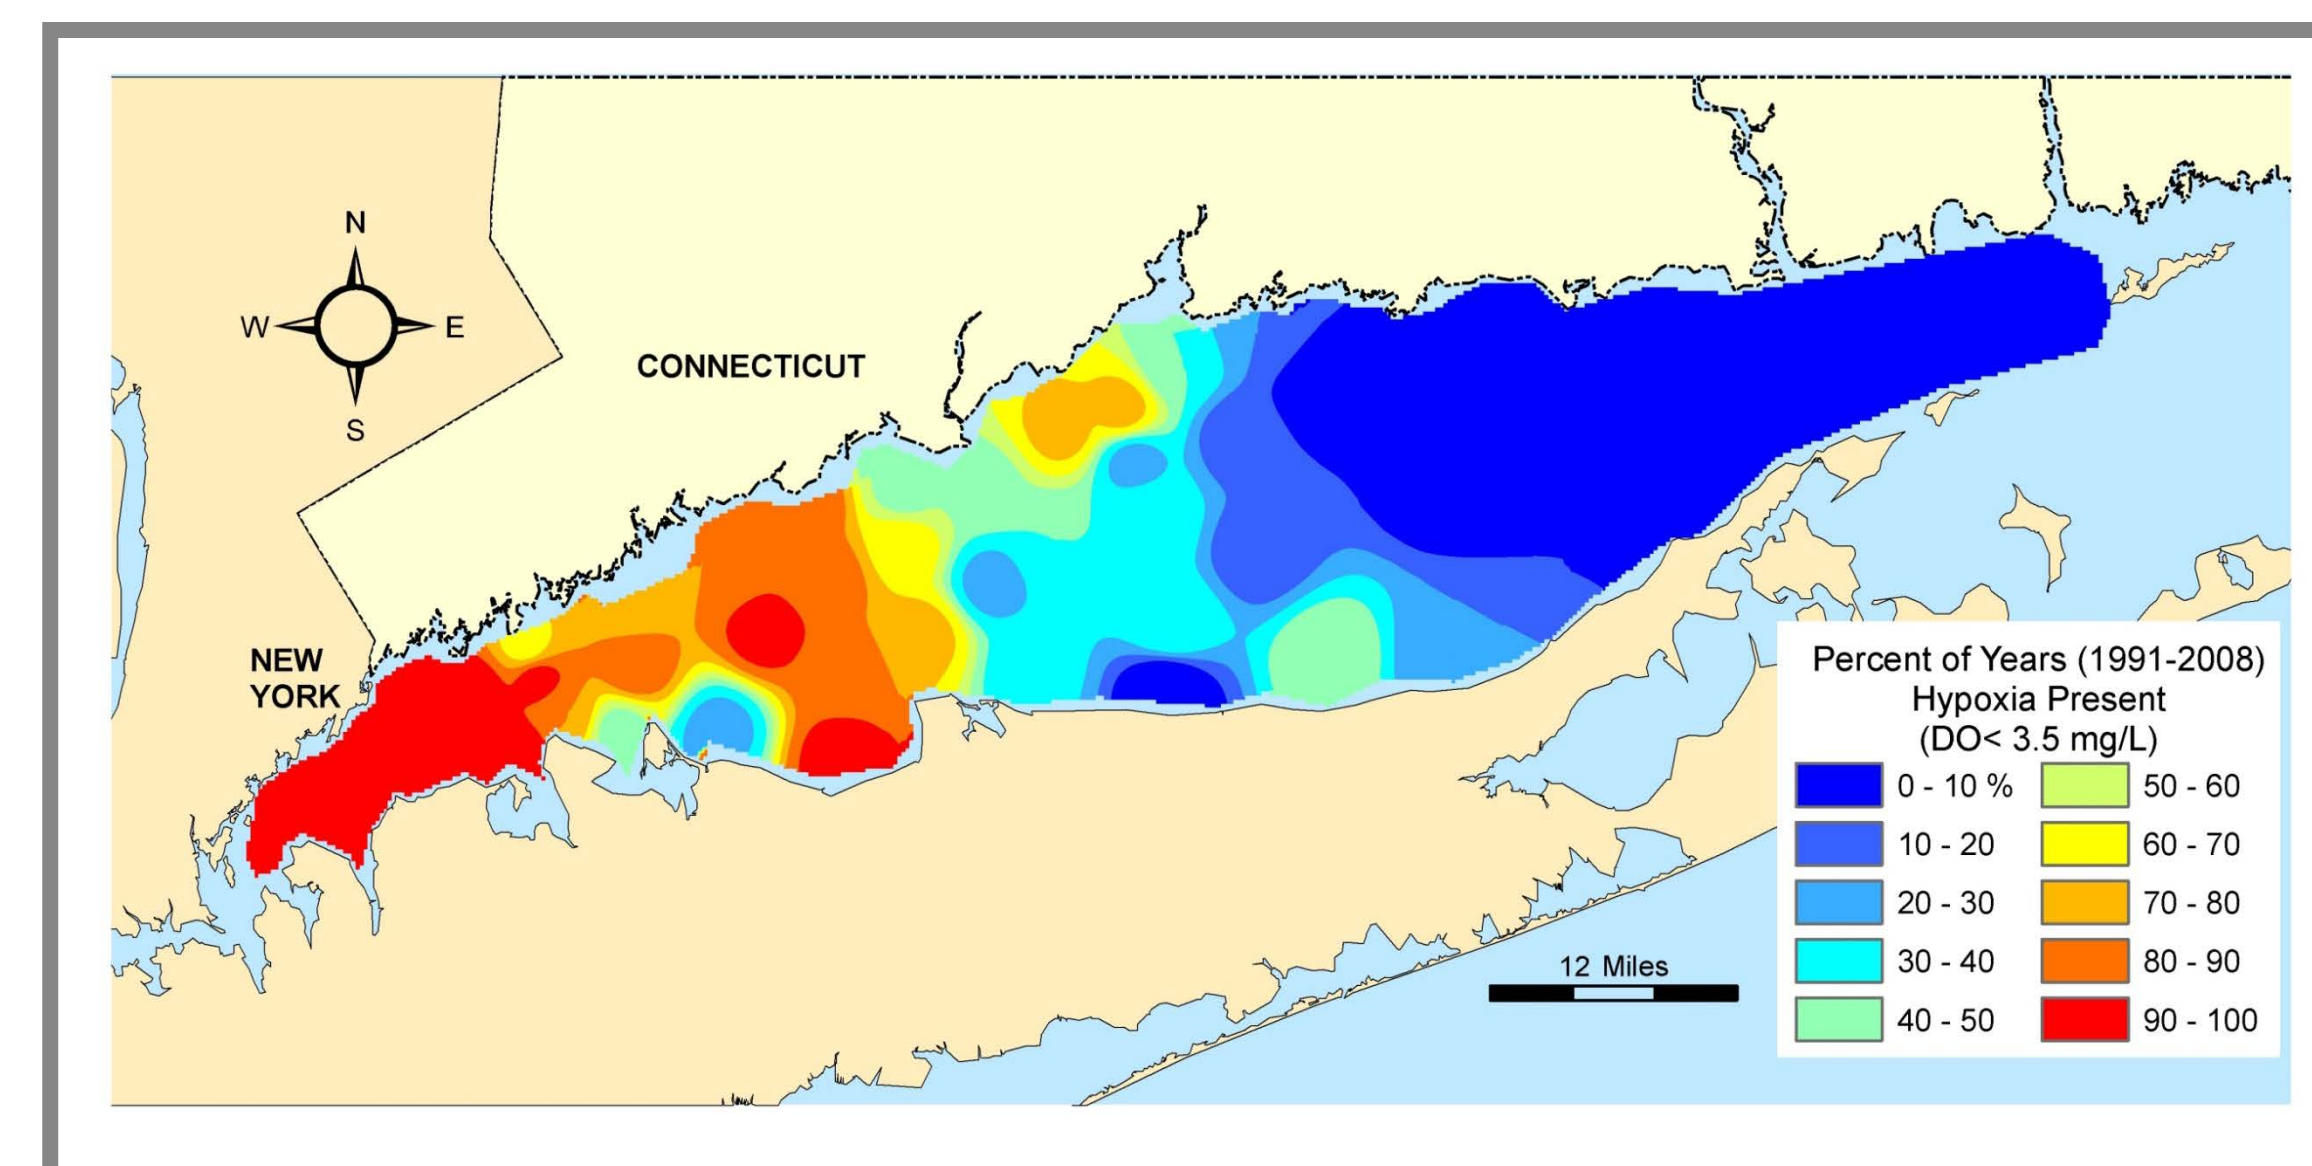 N
W
E
S
CONNECTICUT
NEW
YORK
12 Miles
Percent of Years (1991-2008)
Hypoxia Present
(DO< 3.5 mg/L)
0 - 10 %
10 - 20
20 - 30
30 - 40
40 - 50
50 - 60
60 - 70
70 - 80
80 - 90
90 - 100